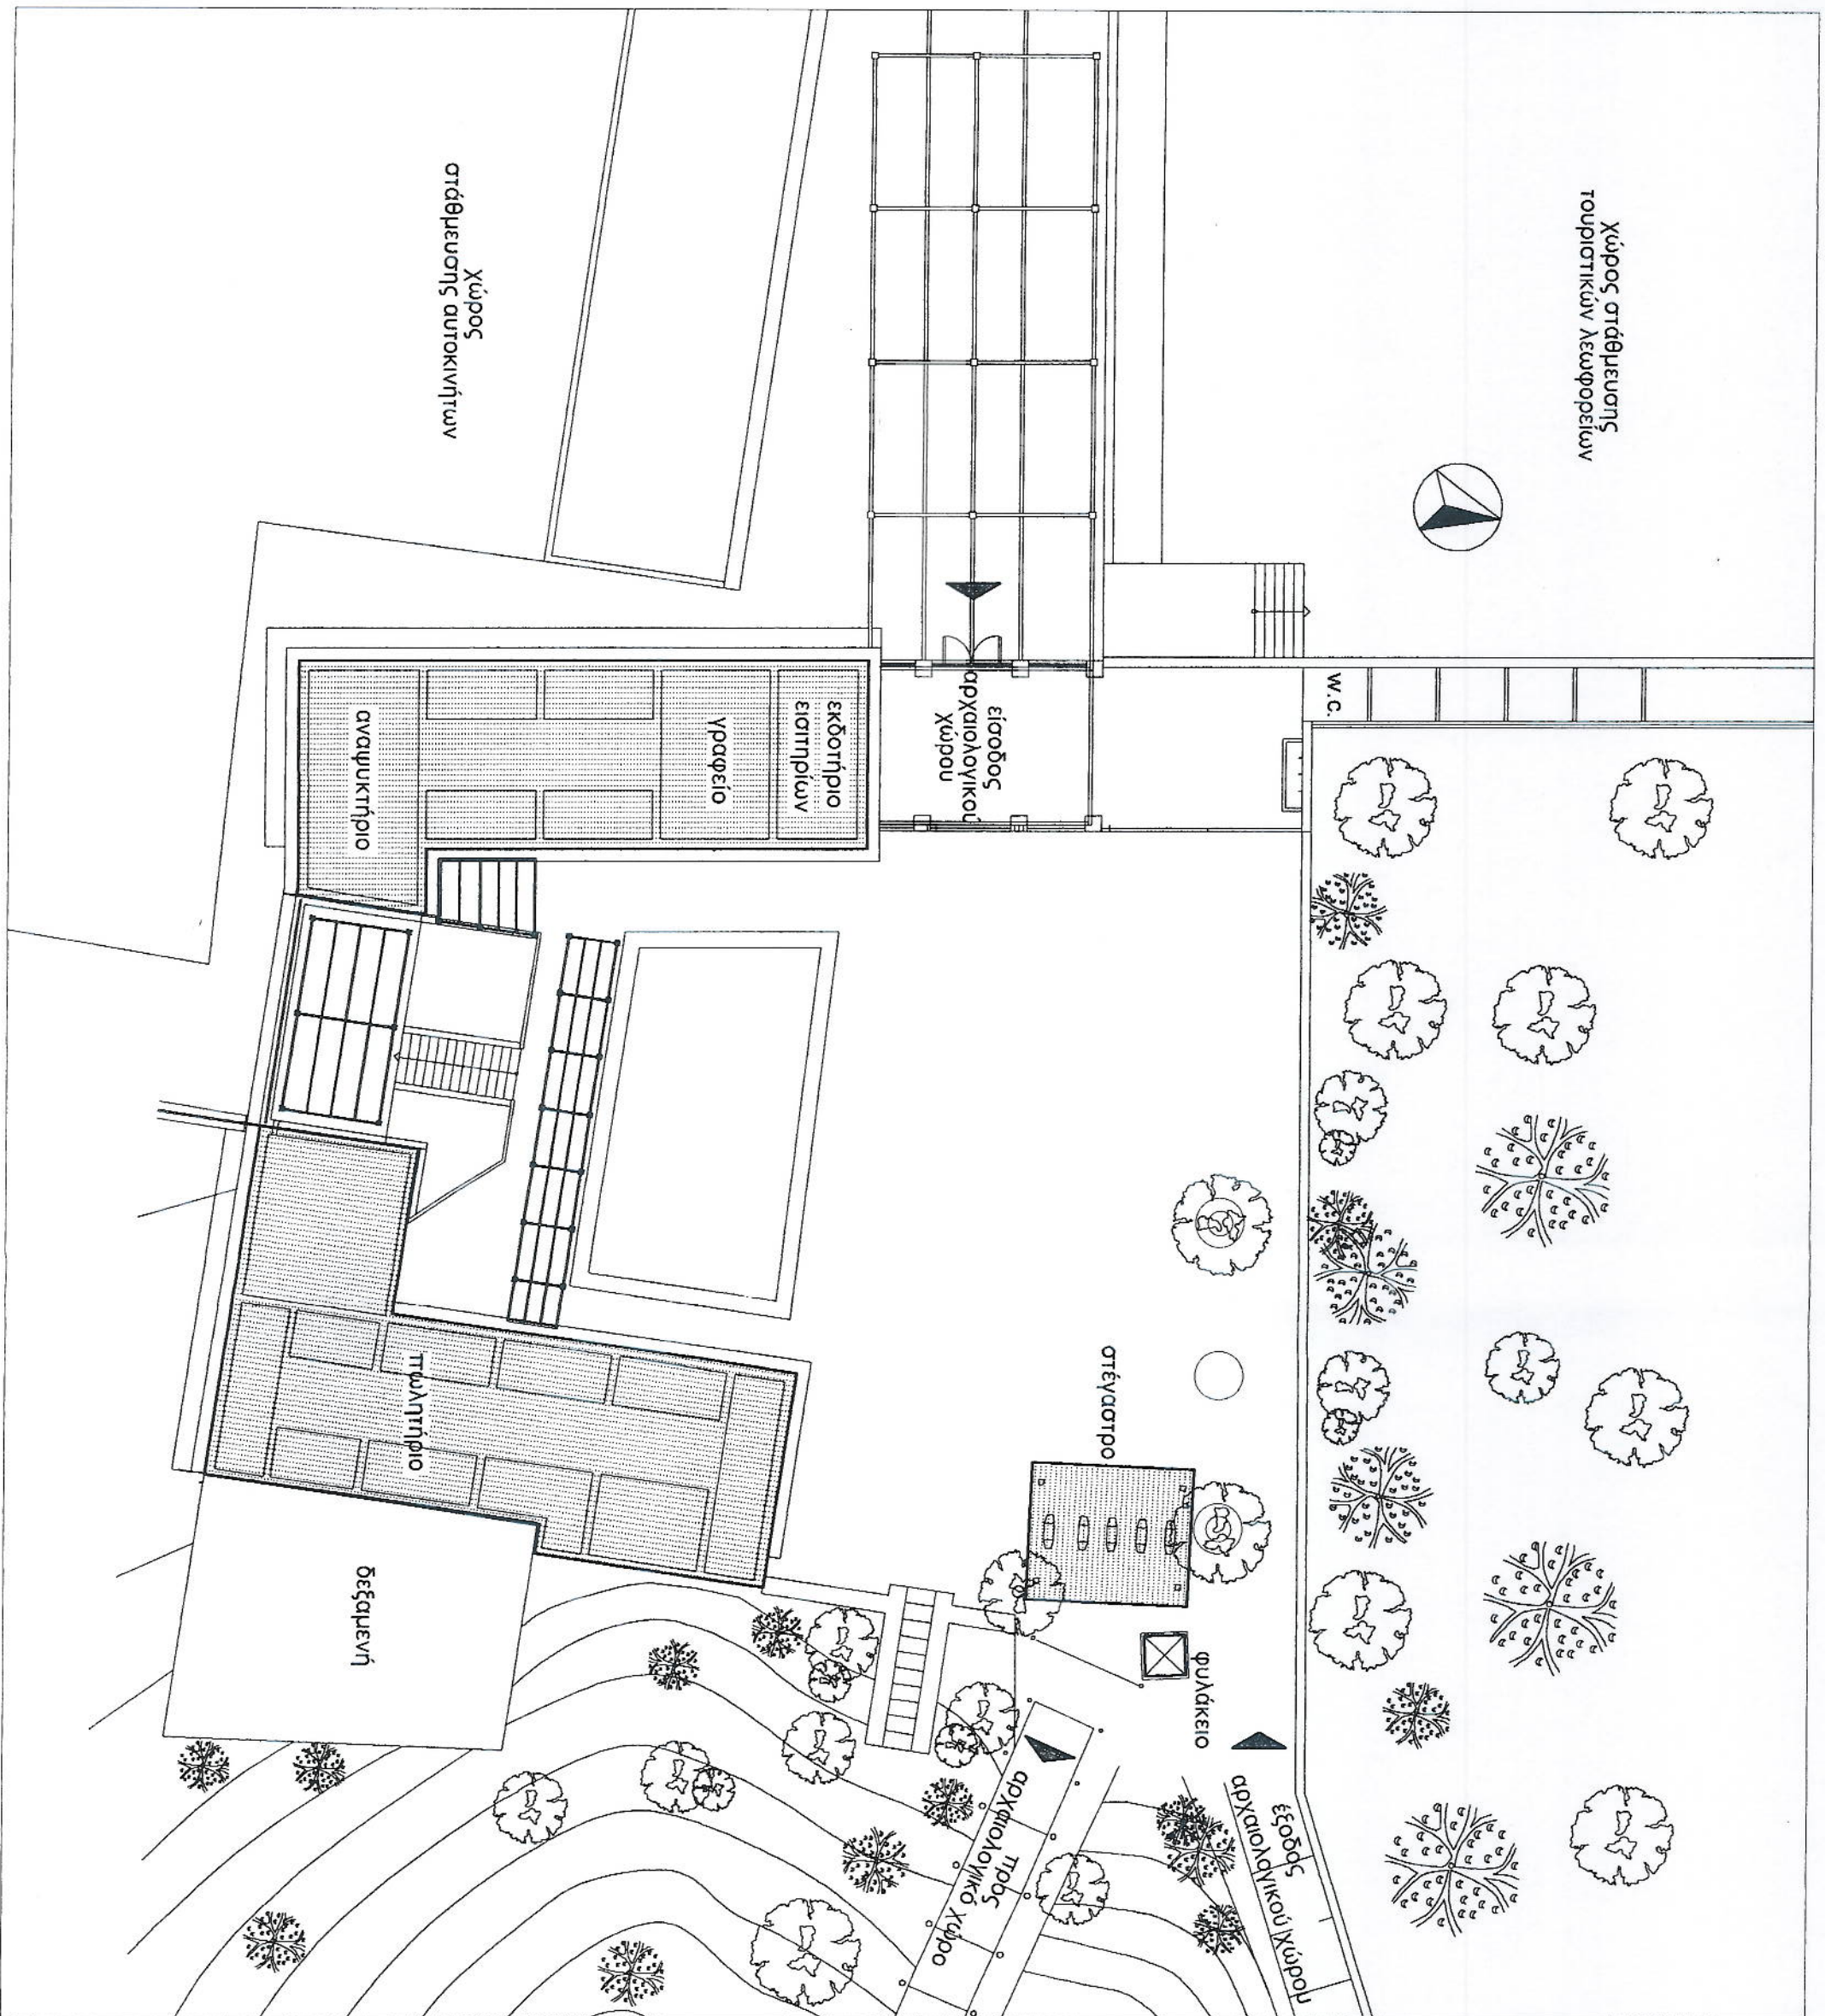 Χώρος στάθμευσης
τουριστικών λεωφορείων
Χώρος
στάθμευσης αυτοκινήτων
w.c.
είσοδος
αρχαιολογικού
χώρου
εκδοτήριο
εισιτηρίων
γραφείο
αναψυκτήριο
στέγαστρο
πωλητήριο
φυλάκειο
δεξαμενή
έξοδος
αρχαιολογικού χώρου
προς
αρχαιολογικό χώρο